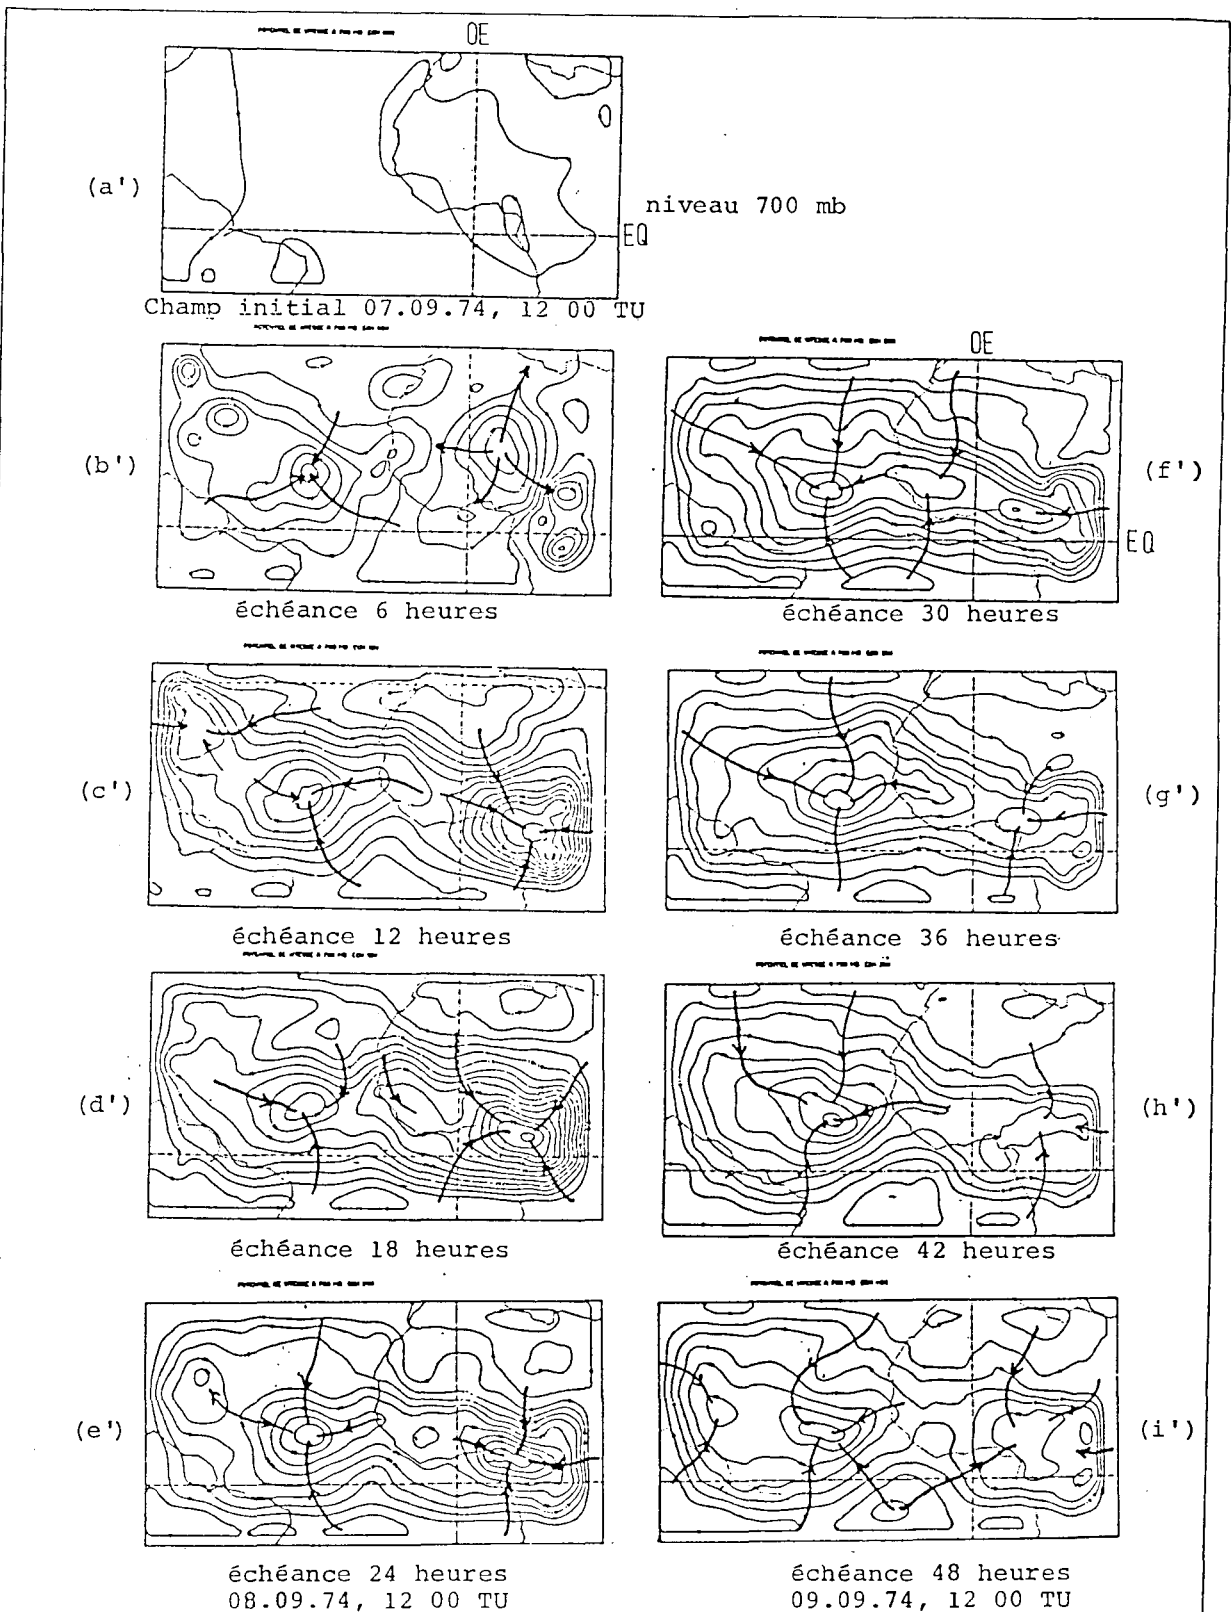 OE
(a')
niveau 700 mb
EQ
Champ initial 07.09.74, 12 00 TU
(b')
échéance 6 heures
OE
(f')
EQ
échéance 30 heures
(c')
échéance 12 heures
(g')
échéance 36 heures
(d')
échéance 18 heures
(h')
échéance 42 heures
(e')
échéance 24 heures
08.09.74, 12 00 TU
(i')
échéance 48 heures
09.09.74, 12 00 TU